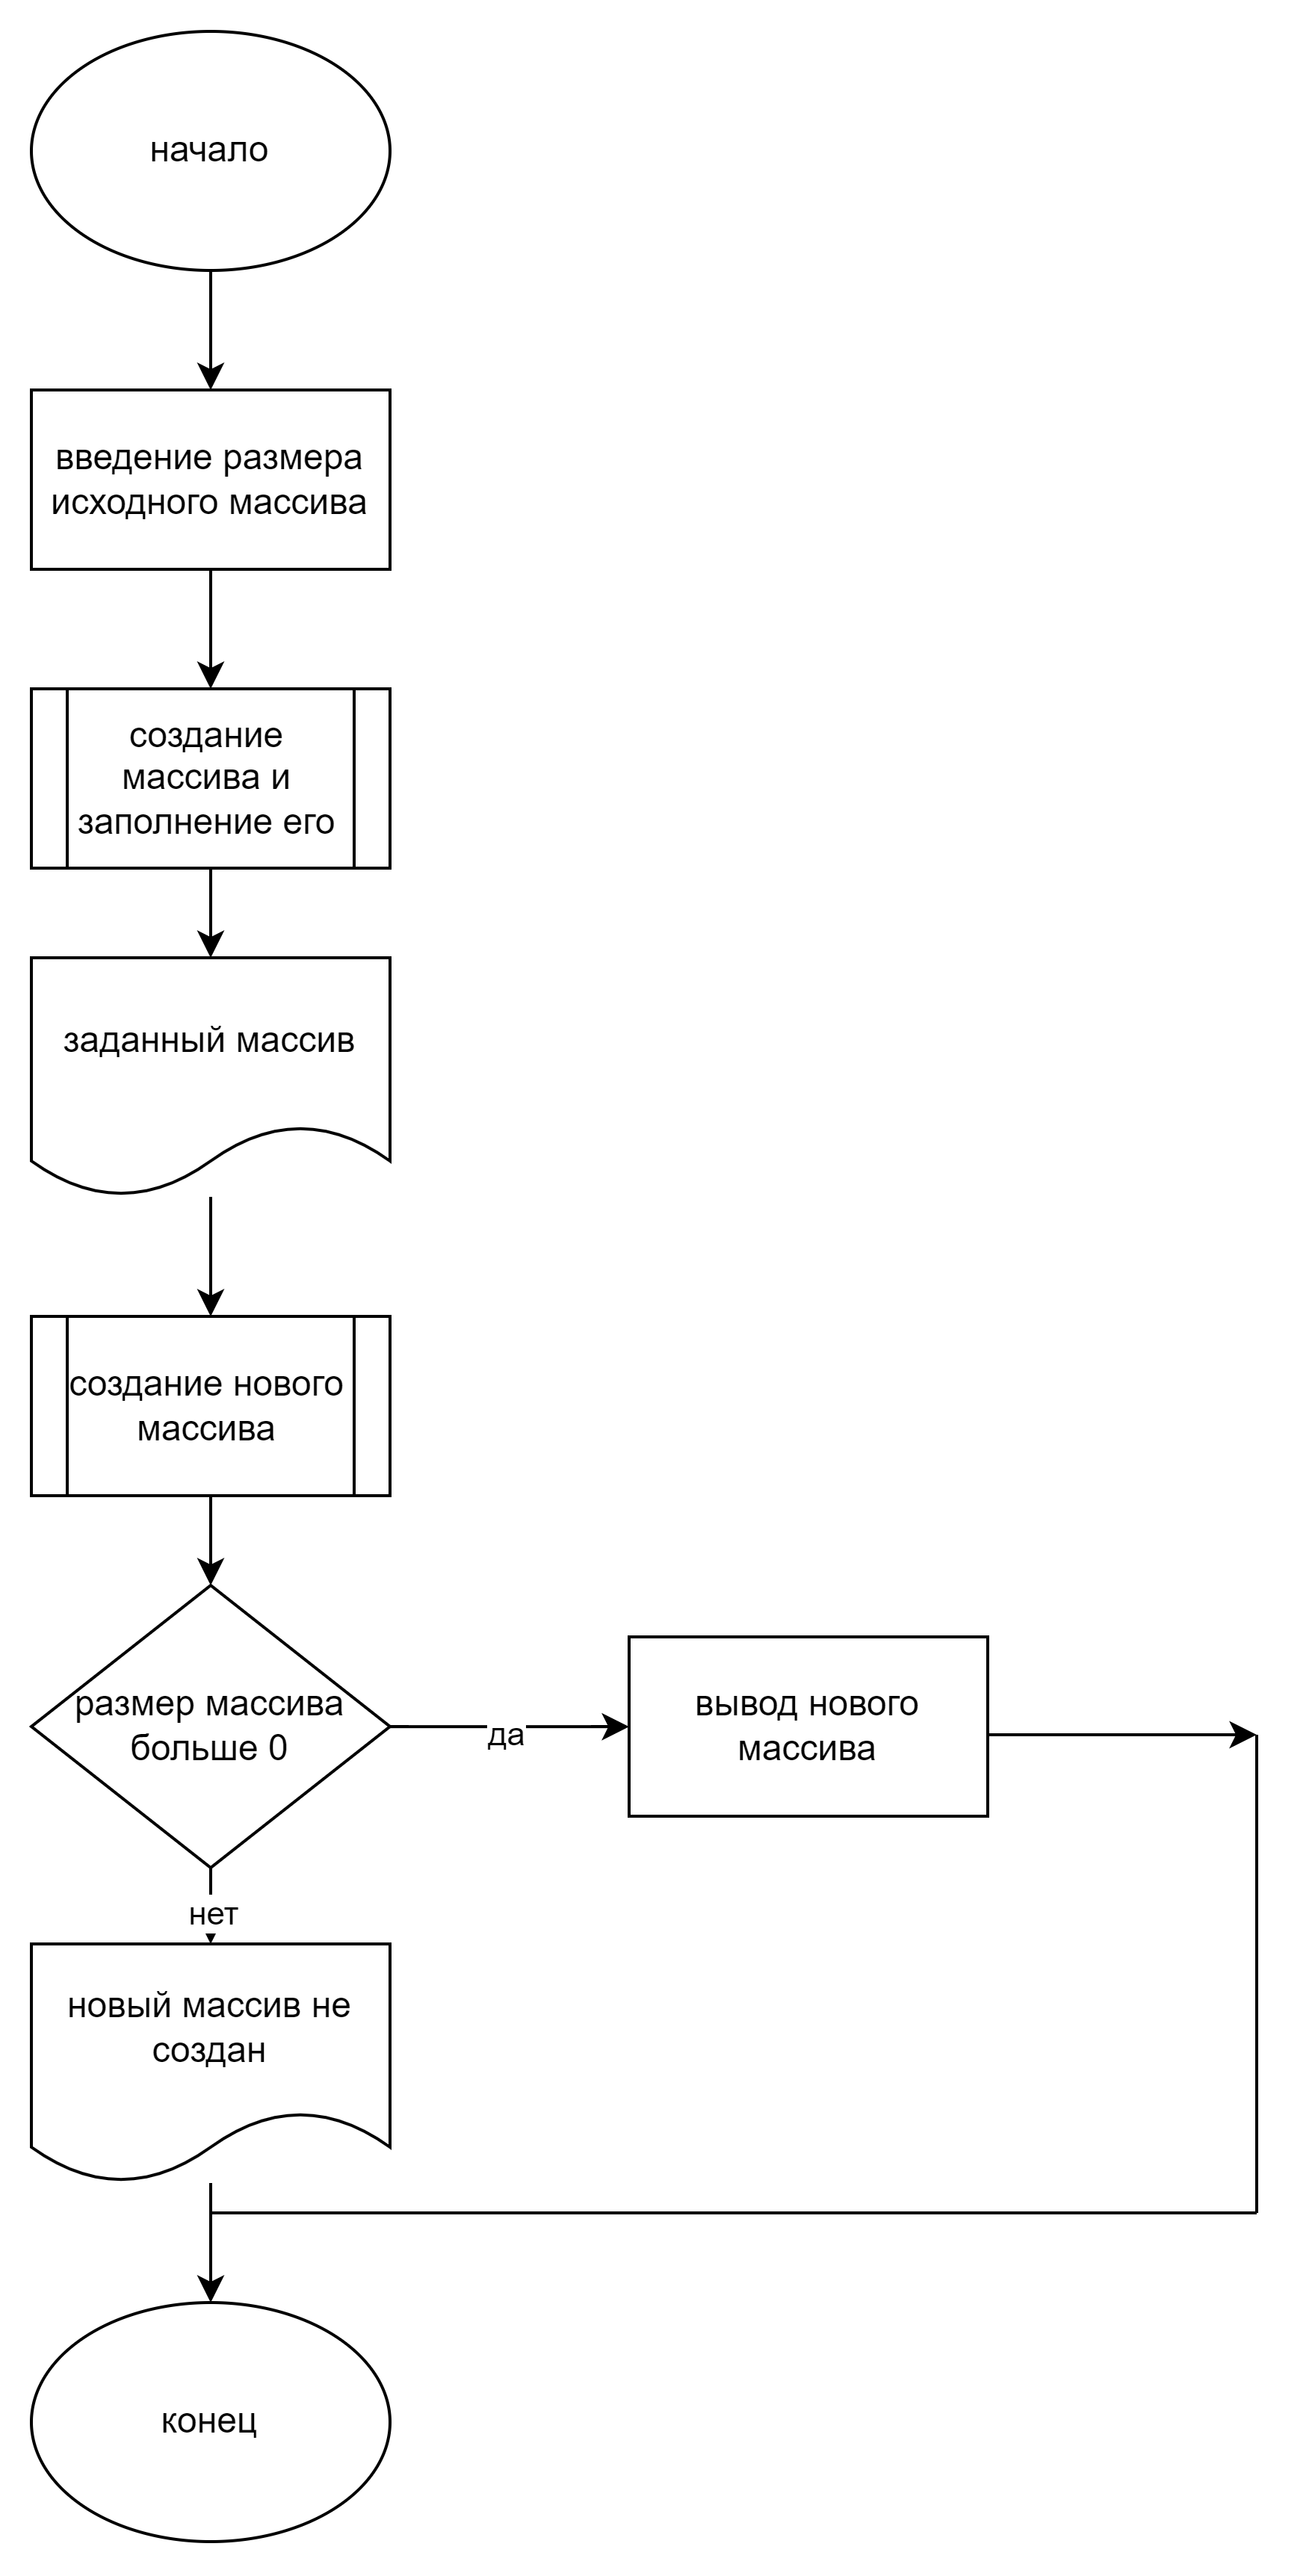 начало
введение размера
исходного массива
создание
массива и
заполнение его
заданный массив
создание нового
массива
размер массива
больше 0
да
вывод нового
массива
нет
новый массив не
создан
конец